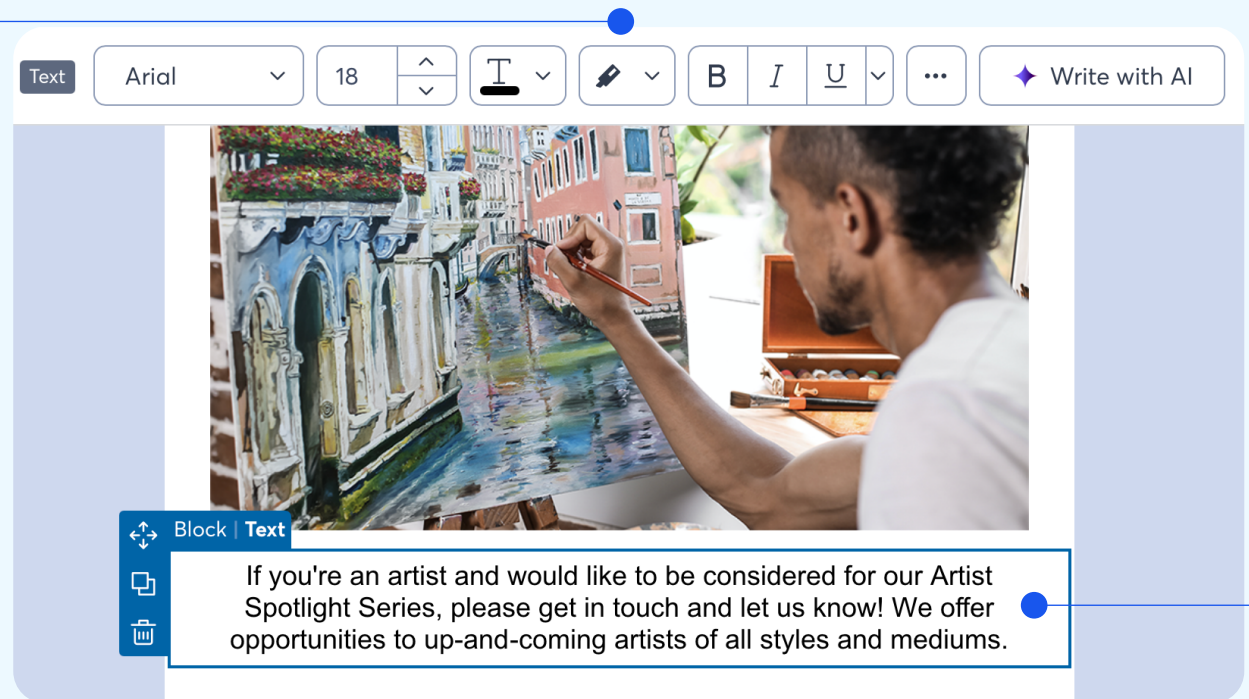 Text Arial 18 T B I U ••• Write with AI
Block | Text
If you're an artist and would like to be considered for our Artist
Spotlight Series, please get in touch and let us know! We offer
opportunities to up-and-coming artists of all styles and mediums.